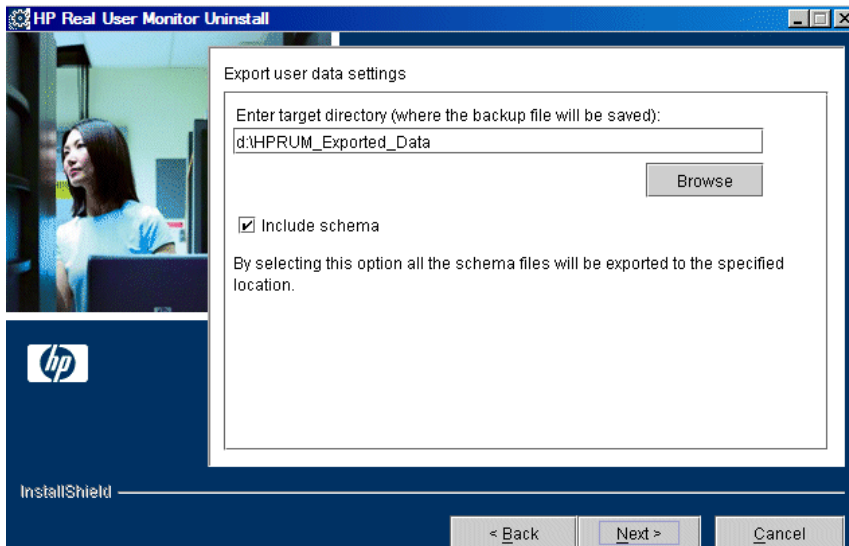 HP Real User Monitor Uninstall
Export user data settings
Enter target directory (where the backup file will be saved):
d:\HPRUM_Exported_Data
Browse
Include schema
By selecting this option all the schema files will be exported to the specified
location.
hp
InstallShield
< Back
Next >
Cancel